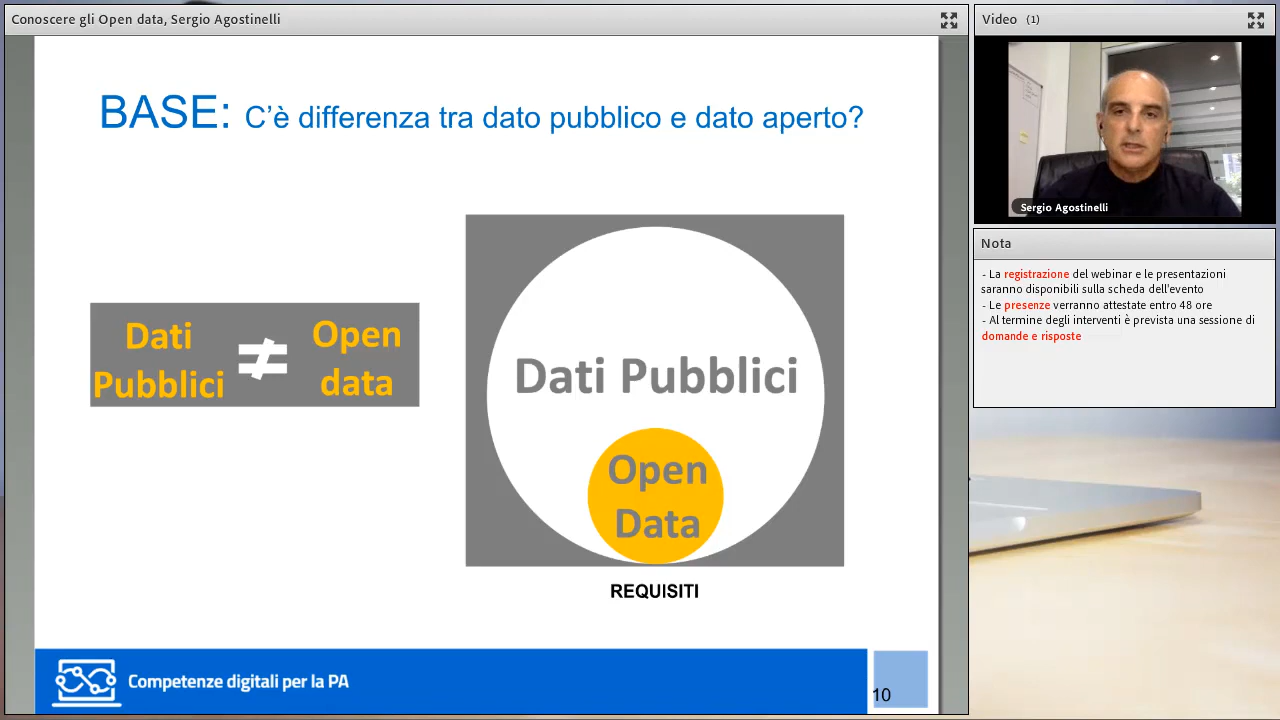 Conoscere gli Open data, Sergio Agostinelli
BASE: C'è differenza tra dato pubblico e dato aperto?
Dati
Pubblici
≠
Open
data
Dati Pubblici
Open
Data
REQUISITI
Competenze digitali per la PA
10
Video (1)
Sergio Agostinelli
Nota
- La registrazione del webinar e le presentazioni
saranno disponibili sulla scheda dell'evento
- Le presenze verranno attestate entro 48 ore
- Al termine degli interventi è prevista una sessione di
domande e risposte